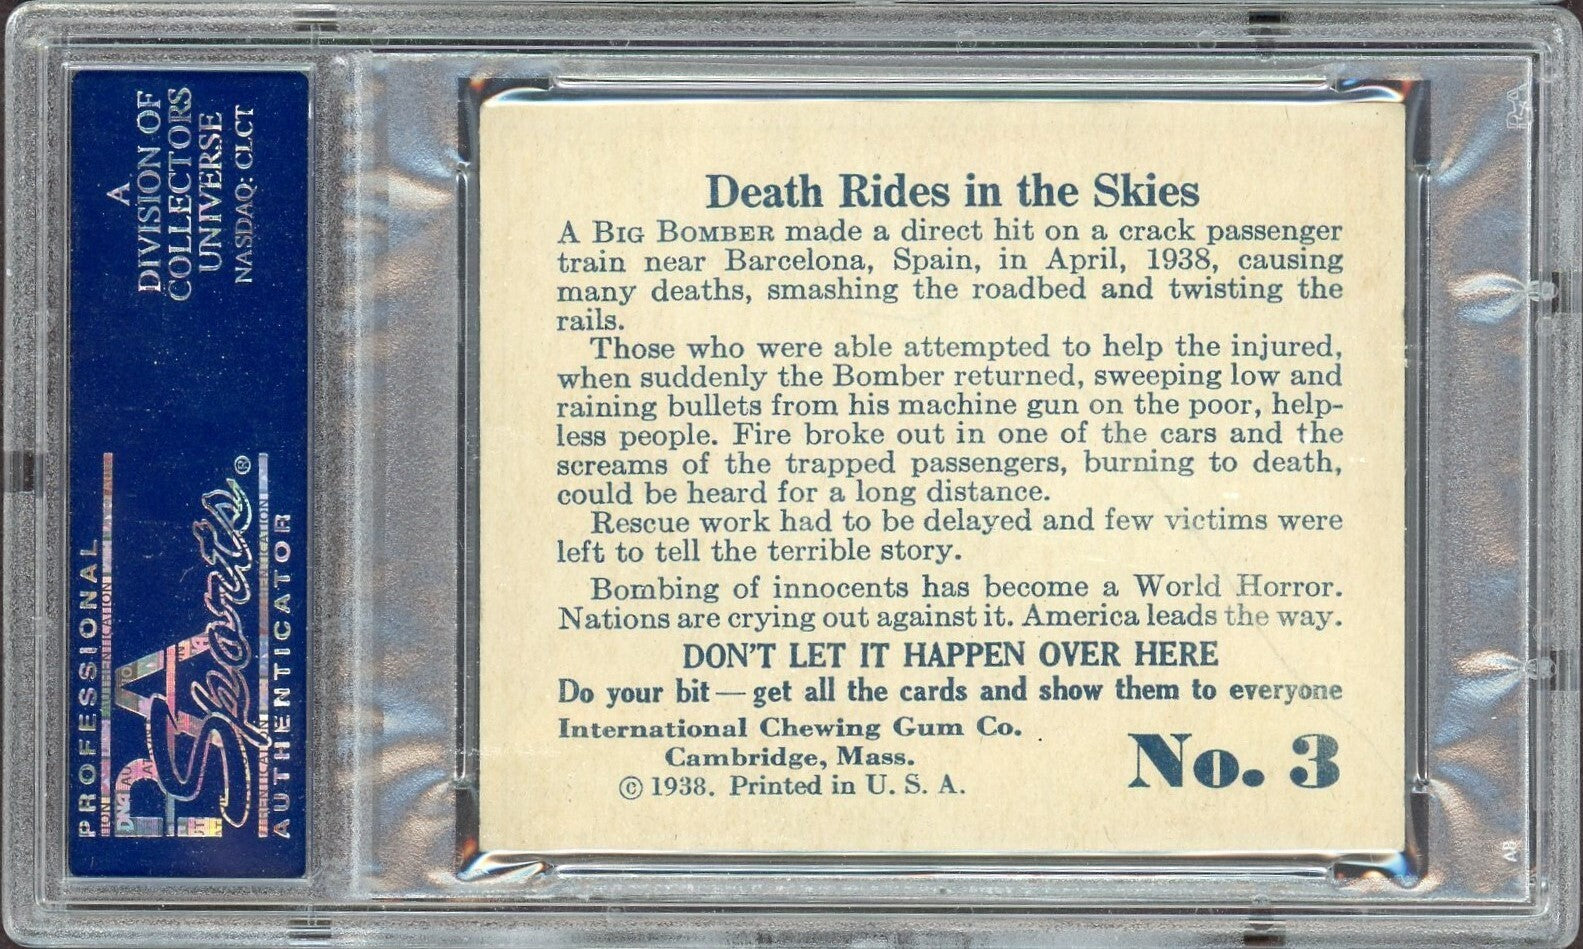 A
DIVISION OF
COLLECTORS
UNIVERSE
NASDAQ: CLCT
PROFESSIONAL
PSA
Sports®
AUTHENTICATOR
Death Rides in the Skies
A BIG BOMBER made a direct hit on a crack passenger
train near Barcelona, Spain, in April, 1938, causing
many deaths, smashing the roadbed and twisting the
rails.
Those who were able attempted to help the injured,
when suddenly the Bomber returned, sweeping low and
raining bullets from his machine gun on the poor, help-
less people. Fire broke out in one of the cars and the
screams of the trapped passengers, burning to death,
could be heard for a long distance.
Rescue work had to be delayed and few victims were
left to tell the terrible story.
Bombing of innocents has become a World Horror.
Nations are crying out against it. America leads the way.
DON'T LET IT HAPPEN OVER HERE
Do your bit — get all the cards and show them to everyone
International Chewing Gum Co.
Cambridge, Mass.
© 1938. Printed in U. S. A.
No. 3